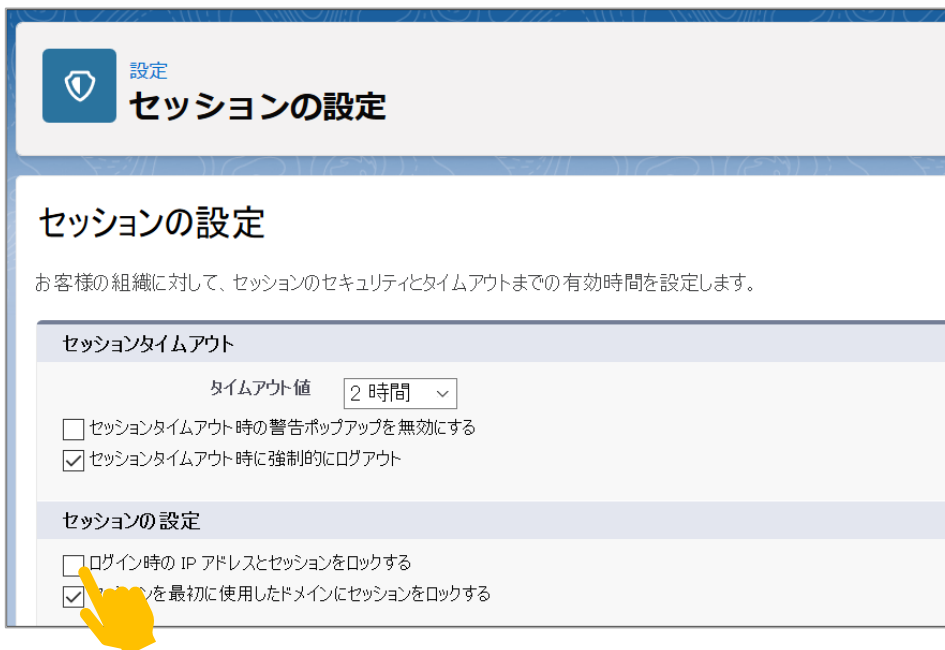 設定
セッションの設定
セッションの設定
お客様の組織に対して、セッションのセキュリティとタイムアウトまでの有効時間を設定します。
セッションタイムアウト
タイムアウト値 2 時間
セッションタイムアウト時の警告ポップアップを無効にする
セッションタイムアウト時に強制的にログアウト
セッションの設定
ログイン時の IP アドレスとセッションをロックする
を最初に使用したドメインにセッションをロックする